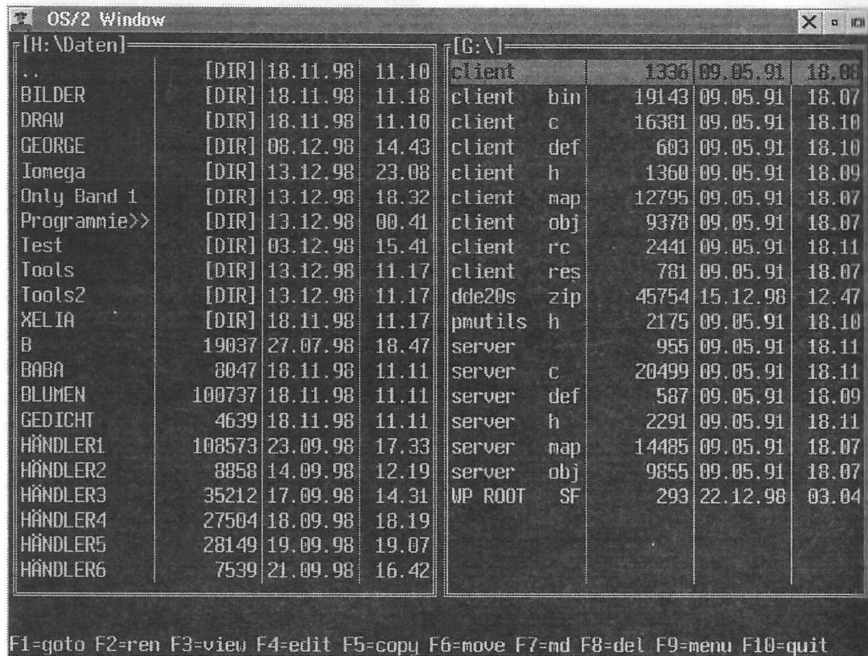 OS/2 Window
[H:\Daten]
.. [DIR] 18.11.98 11.10
BILDER [DIR] 18.11.98 11.18
DRAW [DIR] 18.11.98 11.10
GEORGE [DIR] 08.12.98 14.43
Iomega [DIR] 13.12.98 23.08
Only Band 1 [DIR] 13.12.98 18.32
Programmie>> [DIR] 13.12.98 00.41
Test [DIR] 03.12.98 15.41
Tools [DIR] 13.12.98 11.17
Tools2 [DIR] 13.12.98 11.17
XELIA [DIR] 18.11.98 11.17
B 19037 27.07.98 18.47
BABA 8047 18.11.98 11.11
BLUMEN 100737 18.11.98 11.11
GEDICHT 4639 18.11.98 11.11
HÄNDLER1 108573 23.09.98 17.33
HÄNDLER2 8858 14.09.98 12.19
HÄNDLER3 35212 17.09.98 14.31
HÄNDLER4 27504 18.09.98 18.19
HÄNDLER5 28149 19.09.98 19.07
HÄNDLER6 7539 21.09.98 16.42
[G:\]
client 1336 09.05.91 18.08
client bin 19143 09.05.91 18.07
client c 16381 09.05.91 18.10
client def 603 09.05.91 18.10
client h 1360 09.05.91 18.09
client map 12795 09.05.91 18.07
client obj 9378 09.05.91 18.07
client rc 2441 09.05.91 18.11
client res 781 09.05.91 18.07
dde20s zip 45754 15.12.98 12.47
pmutils h 2175 09.05.91 18.10
server 955 09.05.91 18.11
server c 20499 09.05.91 18.11
server def 587 09.05.91 18.09
server h 2291 09.05.91 18.11
server map 14485 09.05.91 18.07
server obj 9855 09.05.91 18.07
WP ROOT SF 293 22.12.98 03.04
F1=goto F2=ren F3=view F4=edit F5=copy F6=move F7=md F8=del F9=menu F10=quit